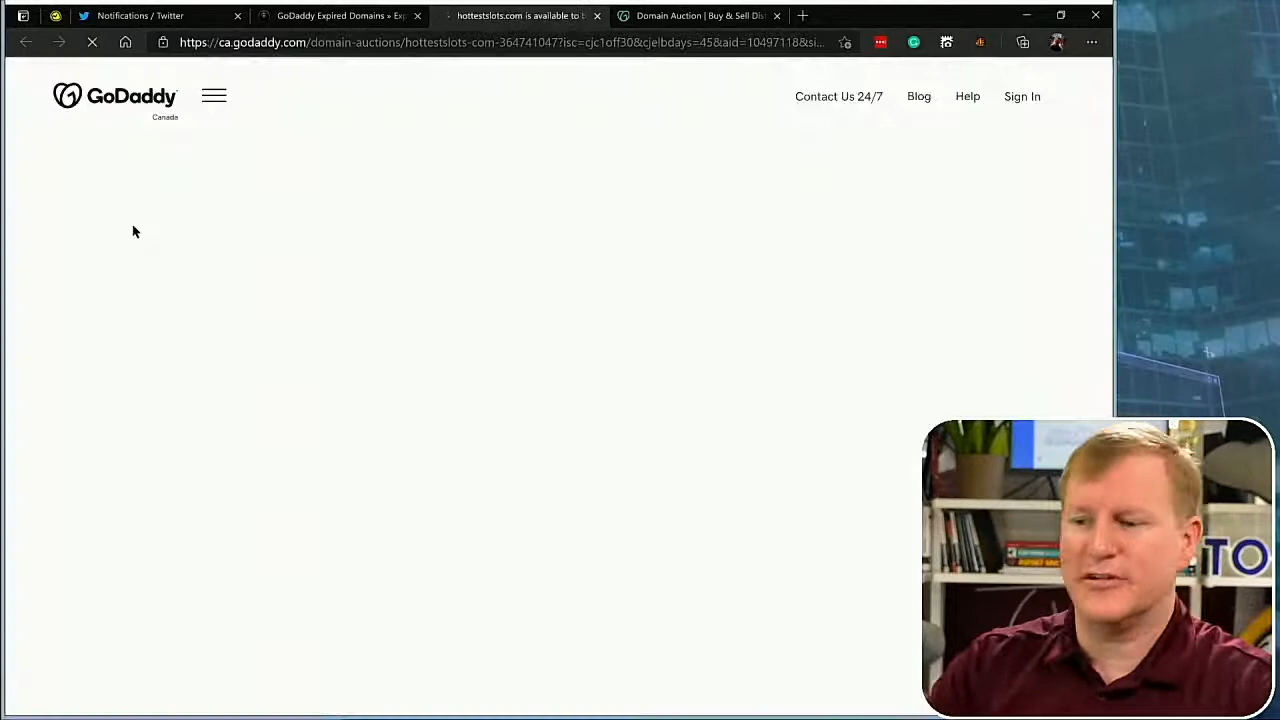 Notifications / Twitter
GoDaddy Expired Domains » Exp
hottestslots.com is available to b
Domain Auction | Buy & Sell Dis
https://ca.godaddy.com/domain-auctions/hottestslots-com-364741047?isc=cjc1off30&cjelbdays=45&aid=10497118&si...
GoDaddy
Canada
Contact Us 24/7
Blog
Help
Sign In
TO